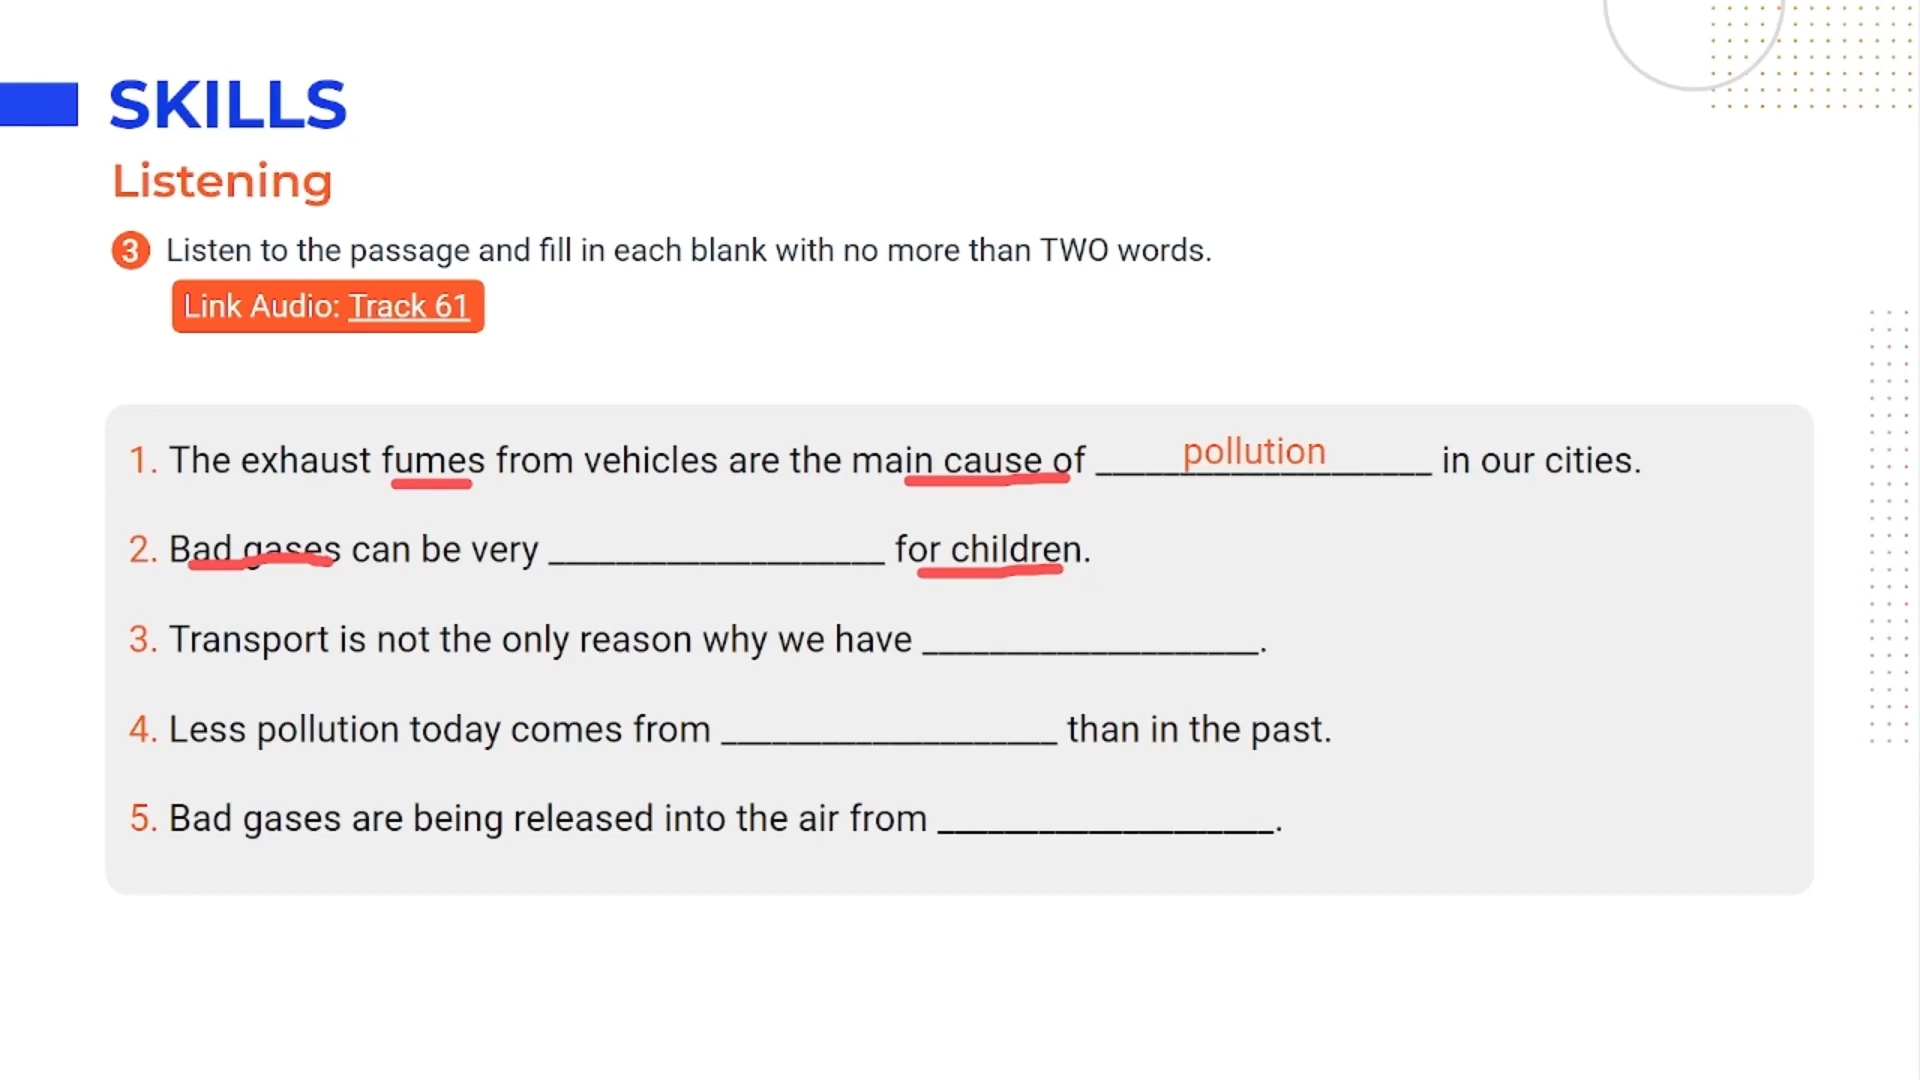 SKILLS
Listening
3 Listen to the passage and fill in each blank with no more than TWO words.
Link Audio: Track 61
1. The exhaust fumes from vehicles are the main cause of ____pollution____ in our cities.
2. Bad gases can be very ________________ for children.
3. Transport is not the only reason why we have ________________.
4. Less pollution today comes from ________________ than in the past.
5. Bad gases are being released into the air from ________________.